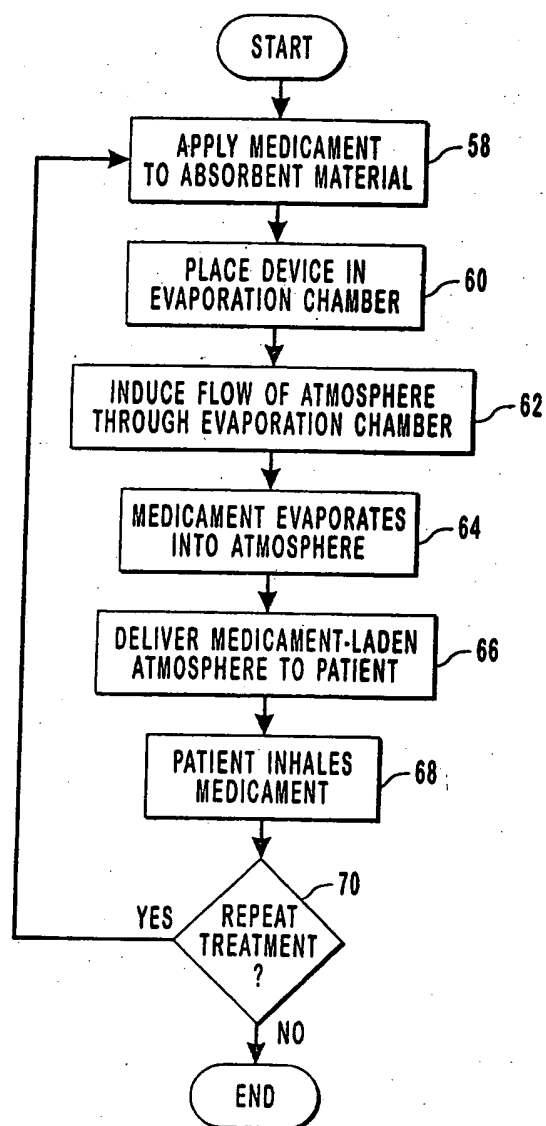 START
APPLY MEDICAMENT
TO ABSORBENT MATERIAL
58
PLACE DEVICE IN
EVAPORATION CHAMBER
60
INDUCE FLOW OF ATMOSPHERE
THROUGH EVAPORATION CHAMBER
62
MEDICAMENT EVAPORATES
INTO ATMOSPHERE
64
DELIVER MEDICAMENT-LADEN
ATMOSPHERE TO PATIENT
66
PATIENT INHALES
MEDICAMENT
68
70
YES
REPEAT
TREATMENT
?
NO
END